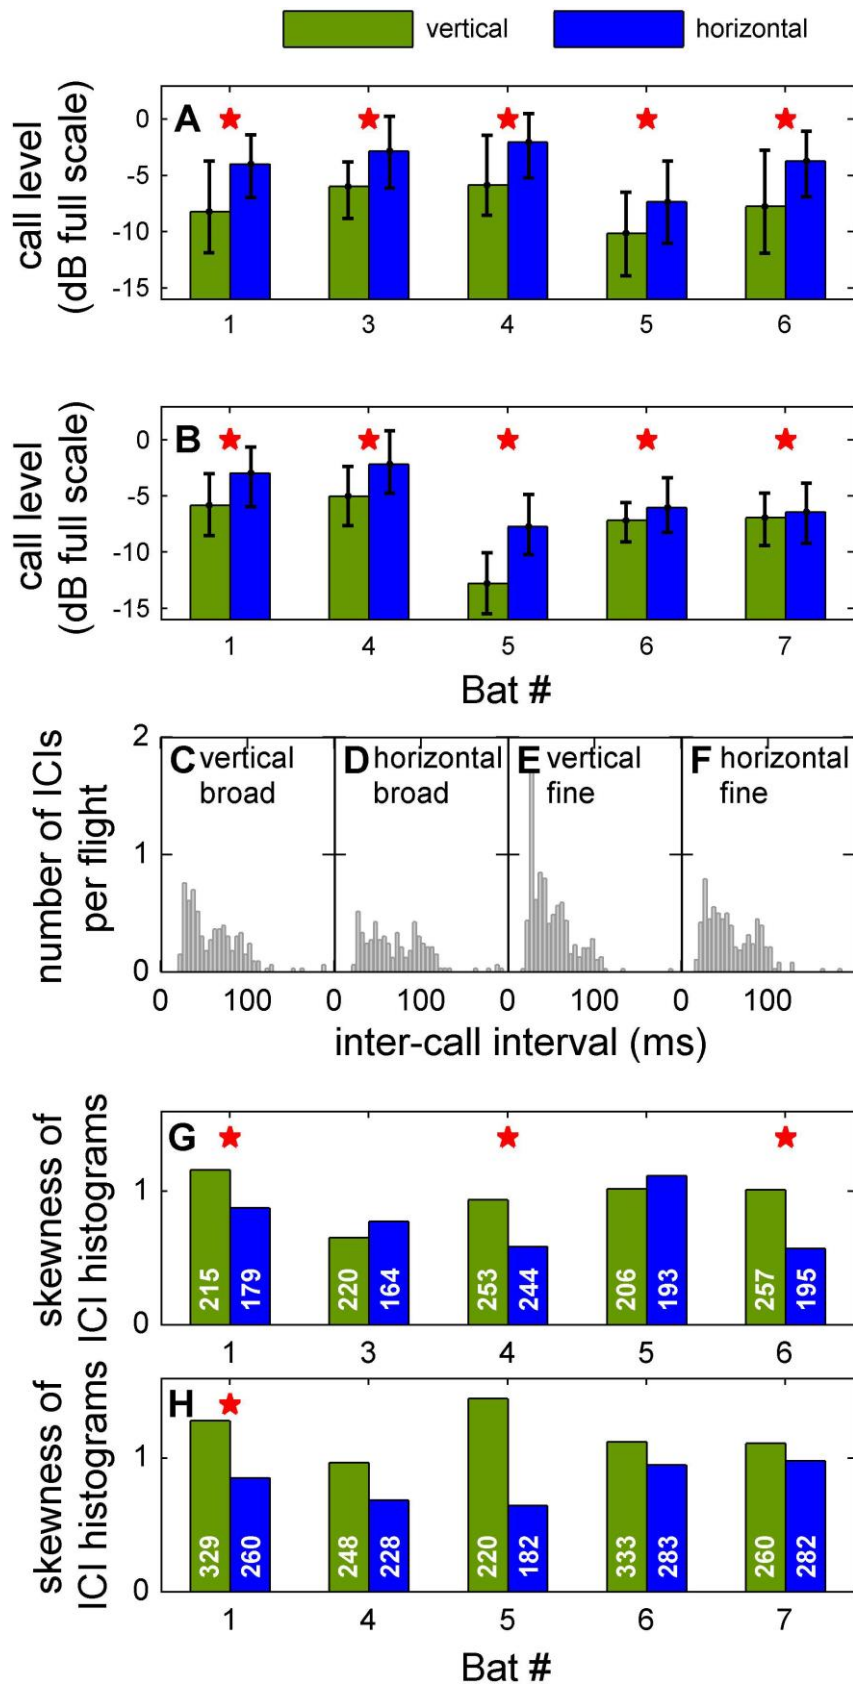 vertical horizontal
A
call level
(dB full scale)
0
-5
-10
-15
1 3 4 5 6
B
call level
(dB full scale)
0
-5
-10
-15
1 4 5 6 7
Bat #
number of ICIs
per flight
2
1
0
C vertical
broad
D horizontal
broad
E vertical
fine
F horizontal
fine
0 100 0 100 0 100 0 100
inter-call interval (ms)
G
skewness of
ICI histograms
1
0
215 179 220 164 253 244 206 193 257 195
1 3 4 5 6
H
skewness of
ICI histograms
1
0
329 260 248 228 220 182 333 283 260 282
1 4 5 6 7
Bat #